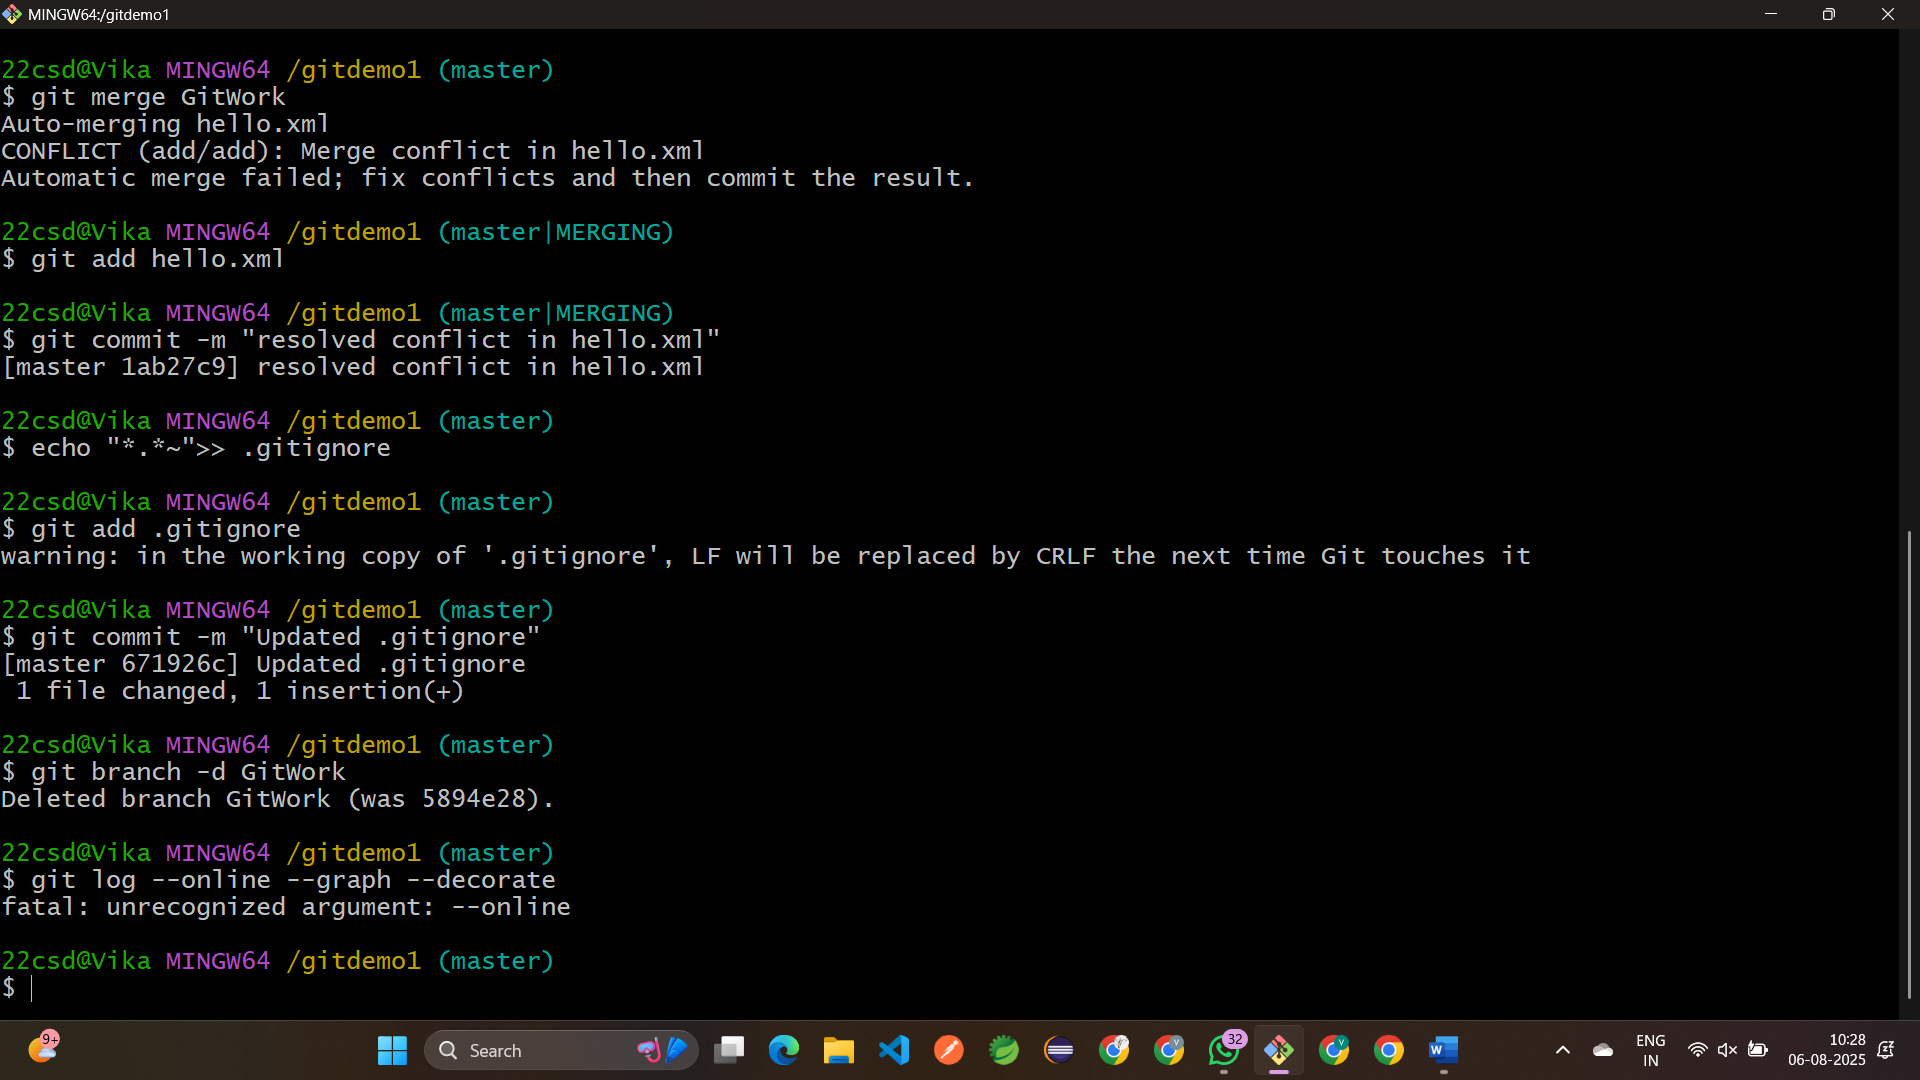 MINGW64:/gitdemo1
22csd@Vika MINGW64 /gitdemo1 (master)
$ git merge GitWork
Auto-merging hello.xml
CONFLICT (add/add): Merge conflict in hello.xml
Automatic merge failed; fix conflicts and then commit the result.
22csd@Vika MINGW64 /gitdemo1 (master|MERGING)
$ git add hello.xml
22csd@Vika MINGW64 /gitdemo1 (master|MERGING)
$ git commit -m "resolved conflict in hello.xml"
[master 1ab27c9] resolved conflict in hello.xml
22csd@Vika MINGW64 /gitdemo1 (master)
$ echo "*.*~">> .gitignore
22csd@Vika MINGW64 /gitdemo1 (master)
$ git add .gitignore
warning: in the working copy of '.gitignore', LF will be replaced by CRLF the next time Git touches it
22csd@Vika MINGW64 /gitdemo1 (master)
$ git commit -m "Updated .gitignore"
[master 671926c] Updated .gitignore
 1 file changed, 1 insertion(+)
22csd@Vika MINGW64 /gitdemo1 (master)
$ git branch -d GitWork
Deleted branch GitWork (was 5894e28).
22csd@Vika MINGW64 /gitdemo1 (master)
$ git log --online --graph --decorate
fatal: unrecognized argument: --online
22csd@Vika MINGW64 /gitdemo1 (master)
$
9+
Search
32
ENG
IN
10:28
06-08-2025